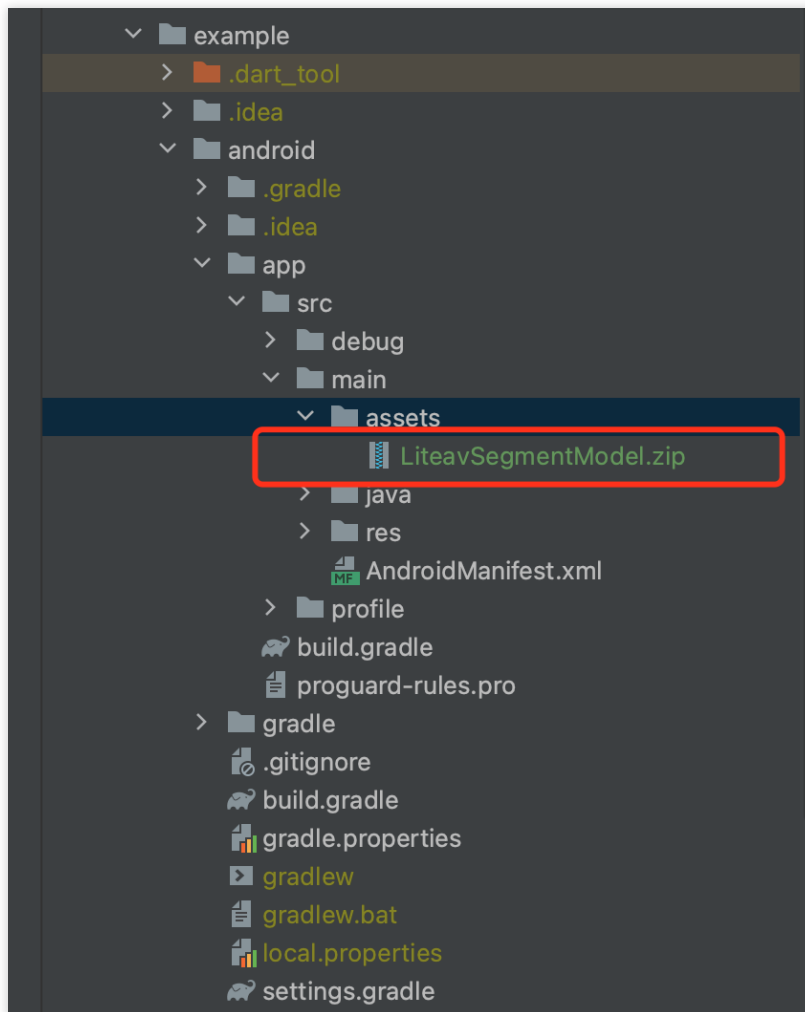 example
.dart_tool
.idea
android
.gradle
.idea
app
src
debug
main
assets
LiteavSegmentModel.zip
java
res
MF AndroidManifest.xml
profile
build.gradle
proguard-rules.pro
gradle
.gitignore
build.gradle
gradle.properties
gradlew
gradlew.bat
local.properties
settings.gradle